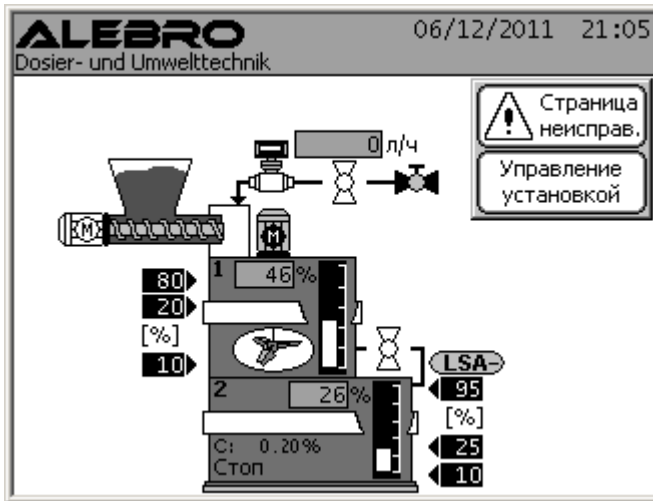 ALEBRO
06/12/2011 21:05
Dosier- und Umwelttechnik
Страница
неисправ.
0 л/ч
Управление
установкой
M
M
1 46%
80
20
[%]
10
LSA-
2 26%
95
[%]
C: 0.20%
25
Стоп
10